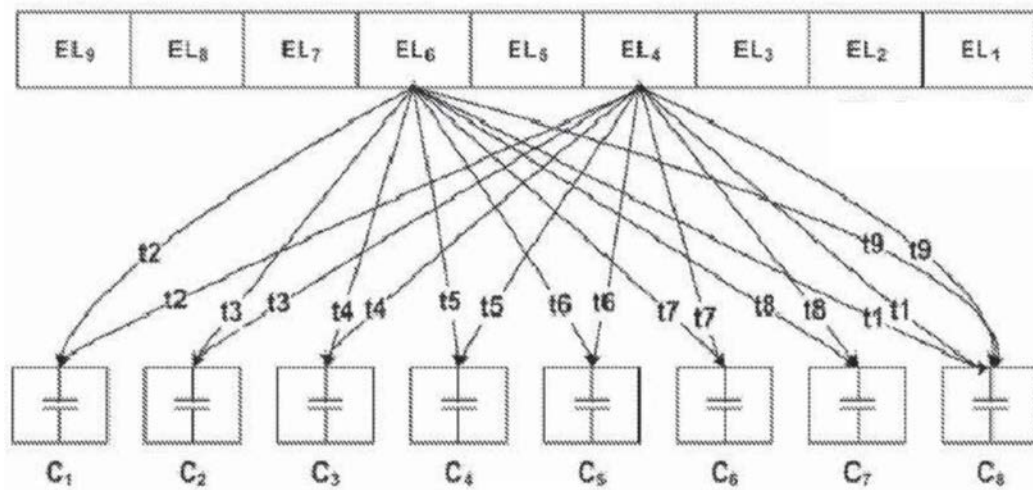 EL₉ EL₈ EL₇ EL₆ EL₅ EL₄ EL₃ EL₂ EL₁
t2 t9 t9
t2 t3 t3 t4 t4 t5 t5 t6 t6 t7 t7 t8 t8 t1 t1
C₁ C₂ C₃ C₄ C₅ C₆ C₇ C₈